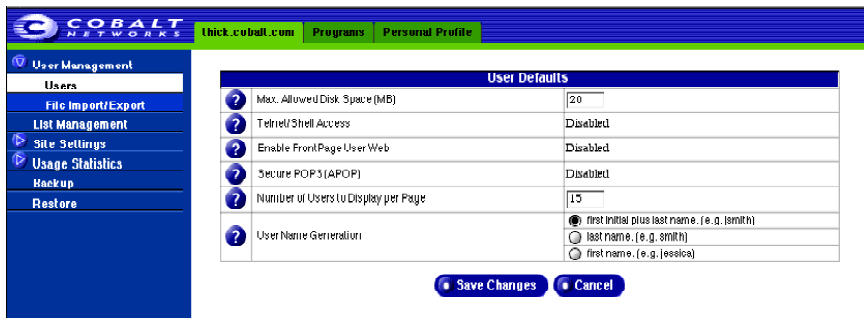 COBALT
NETWORKS
thick.cobalt.com
Programs
Personal Profile
User Management
Users
File Import/Export
List Management
Site Settings
Usage Statistics
Backup
Restore
User Defaults
? Max. Allowed Disk Space (MB) 20
? Telnet/Shell Access Disabled
? Enable FrontPage User Web Disabled
? Secure POP3 (APOP) Disabled
? Number of Users to Display per Page 15
? User Name Generation
first initial plus last name. (e.g. jsmith)
last name. (e.g. smith)
first name. (e.g. jessica)
Save Changes
Cancel